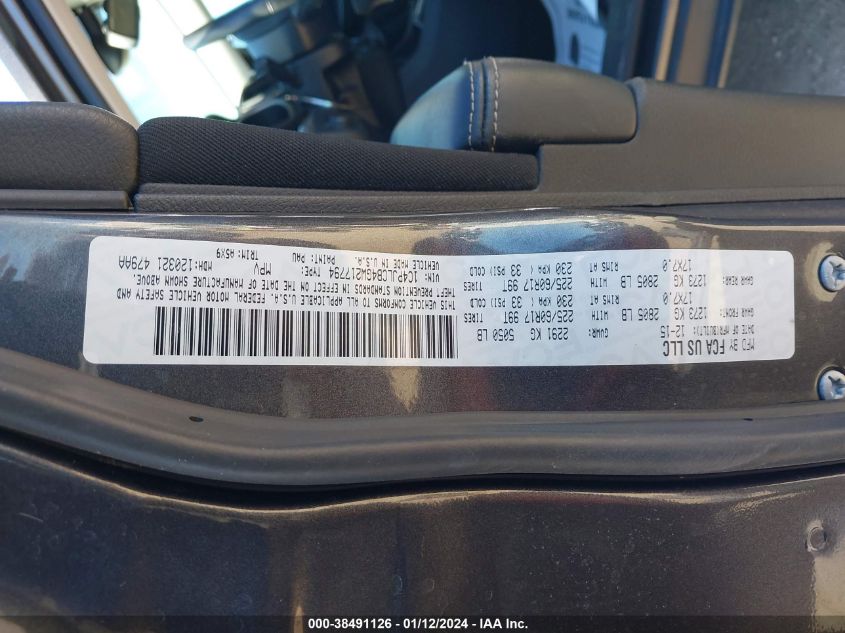 MFD BY
FCA US LLC
DATE OF MFR(BUILT): 12-15
GVWR: 2291 KG 5050 LB
GAWR FRONT: 1273 KG 2805 LB
WITH TIRES
225/60R17 99T
RIMS AT
17X7.0
230 KPA( 33 PSI) COLD
GAWR REAR: 1273 KG 2805 LB
WITH TIRES
225/60R17 99T
RIMS AT
17X7.0
230 KPA( 33 PSI) COLD
THIS VEHICLE CONFORMS TO ALL APPLICABLE U.S.A. FEDERAL MOTOR VEHICLE SAFETY AND
THEFT PREVENTION STANDARDS IN EFFECT ON THE DATE OF MANUFACTURE SHOWN ABOVE.
VIN: 1C4PJLCB4GW217794
TYPE: MPV
MDH: 120321 479AA
VEHICLE MADE IN U.S.A.
PAINT: PAU
TRIM: A5X9
000-38491126 - 01/12/2024 - IAA Inc.